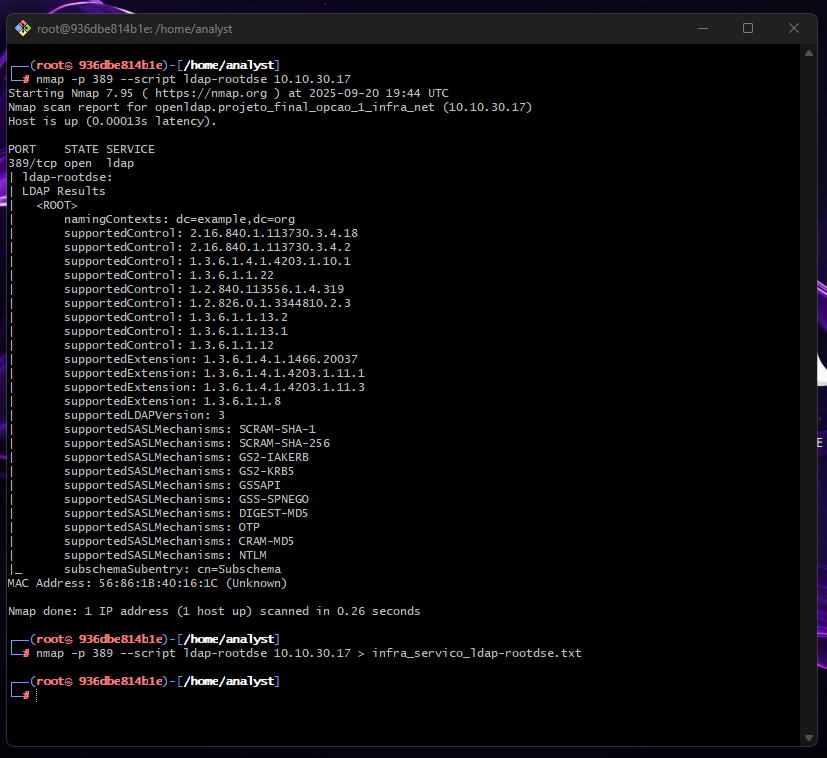 root@936dbe814b1e: /home/analyst
┌──(root㉿ 936dbe814b1e)-[/home/analyst]
└─# nmap -p 389 --script ldap-rootdse 10.10.30.17
Starting Nmap 7.95 ( https://nmap.org ) at 2025-09-20 19:44 UTC
Nmap scan report for openldap.projeto_final_opcao_1_infra_net (10.10.30.17)
Host is up (0.00013s latency).
PORT    STATE SERVICE
389/tcp open  ldap
| ldap-rootdse:
| LDAP Results
|   <ROOT>
|       namingContexts: dc=example,dc=org
|       supportedControl: 2.16.840.1.113730.3.4.18
|       supportedControl: 2.16.840.1.113730.3.4.2
|       supportedControl: 1.3.6.1.4.1.4203.1.10.1
|       supportedControl: 1.3.6.1.1.22
|       supportedControl: 1.2.840.113556.1.4.319
|       supportedControl: 1.2.826.0.1.3344810.2.3
|       supportedControl: 1.3.6.1.1.13.2
|       supportedControl: 1.3.6.1.1.13.1
|       supportedControl: 1.3.6.1.1.12
|       supportedExtension: 1.3.6.1.4.1.1466.20037
|       supportedExtension: 1.3.6.1.4.1.4203.1.11.1
|       supportedExtension: 1.3.6.1.4.1.4203.1.11.3
|       supportedExtension: 1.3.6.1.1.8
|       supportedLDAPVersion: 3
|       supportedSASLMechanisms: SCRAM-SHA-1
|       supportedSASLMechanisms: SCRAM-SHA-256
|       supportedSASLMechanisms: GS2-IAKERB
|       supportedSASLMechanisms: GS2-KRB5
|       supportedSASLMechanisms: GSSAPI
|       supportedSASLMechanisms: GSS-SPNEGO
|       supportedSASLMechanisms: DIGEST-MD5
|       supportedSASLMechanisms: OTP
|       supportedSASLMechanisms: CRAM-MD5
|       supportedSASLMechanisms: NTLM
|_      subschemaSubentry: cn=Subschema
MAC Address: 56:86:1B:40:16:1C (Unknown)
Nmap done: 1 IP address (1 host up) scanned in 0.26 seconds
┌──(root㉿ 936dbe814b1e)-[/home/analyst]
└─# nmap -p 389 --script ldap-rootdse 10.10.30.17 > infra_servico_ldap-rootdse.txt
┌──(root㉿ 936dbe814b1e)-[/home/analyst]
└─#
E